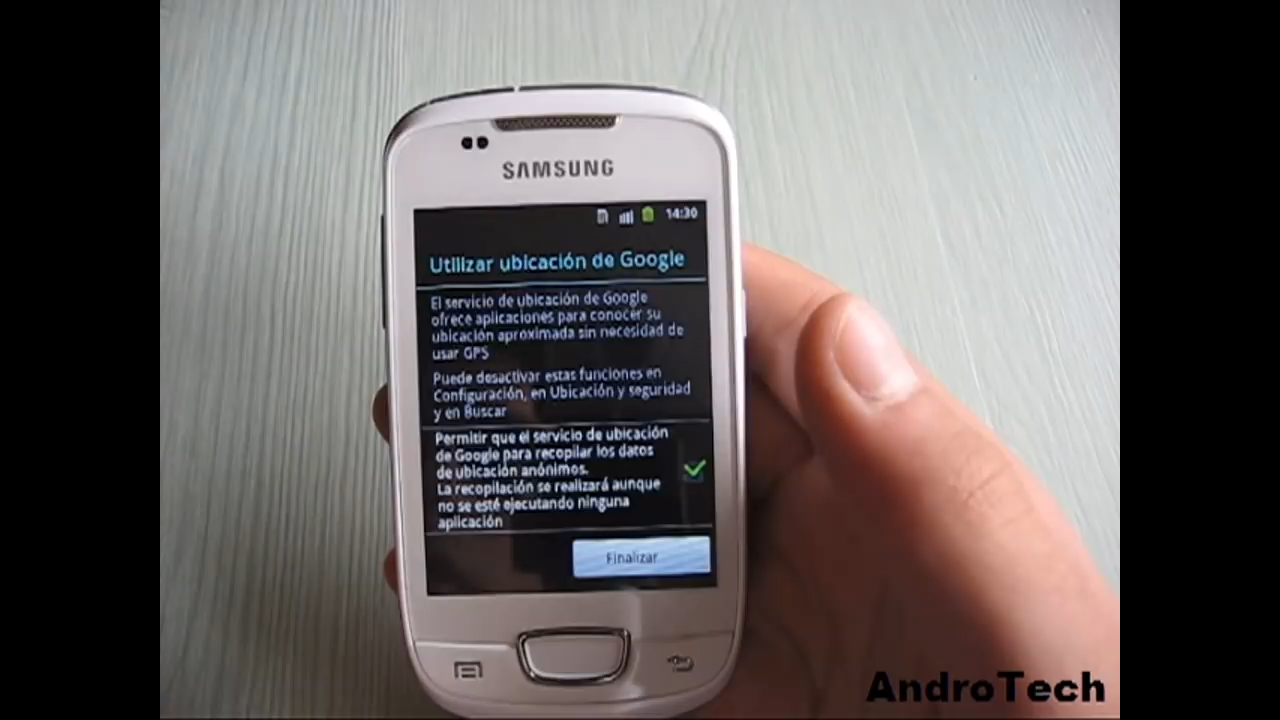 SAMSUNG
14:30
Utilizar ubicación de Google
El servicio de ubicación de Google
ofrece aplicaciones para conocer su
ubicación aproximada sin necesidad de
usar GPS
Puede desactivar estas funciones en
Configuración, en Ubicación y seguridad
y en Buscar
Permitir que el servicio de ubicación
de Google para recopilar los datos
de ubicación anónimos.
La recopilación se realizará aunque
no se esté ejecutando ninguna
aplicación
Finalizar
AndroTech